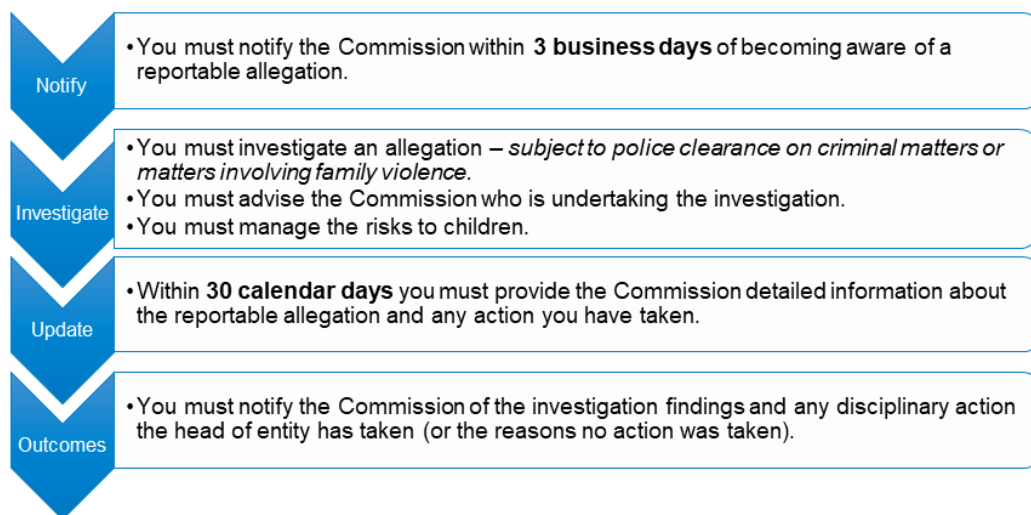 Notify
•You must notify the Commission within 3 business days of becoming aware of a
reportable allegation.
Investigate
•You must investigate an allegation – subject to police clearance on criminal matters or
matters involving family violence.
•You must advise the Commission who is undertaking the investigation.
•You must manage the risks to children.
Update
•Within 30 calendar days you must provide the Commission detailed information about
the reportable allegation and any action you have taken.
Outcomes
•You must notify the Commission of the investigation findings and any disciplinary action
the head of entity has taken (or the reasons no action was taken).